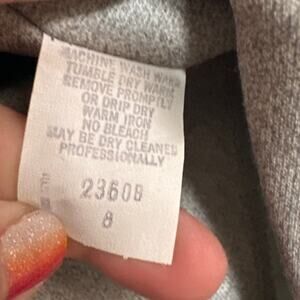 MACHINE WASH WARM
TUMBLE DRY WARM
REMOVE PROMPTLY
OR DRIP DRY
WARM IRON
NO BLEACH
MAY BE DRY CLEANED
PROFESSIONALLY
23608
8